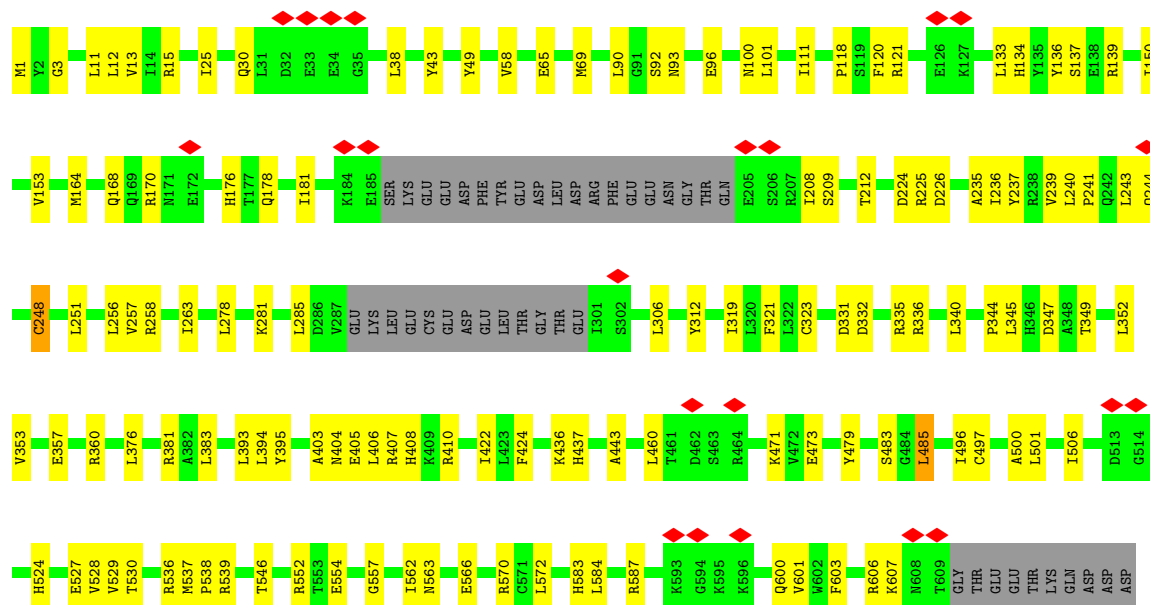 M1 Y2 G3 L11 L12 V13 I14 R15 I25 Q30 L31 D32 E33 E34 G35 L38 Y43 Y49 V58 E65 M69 L90 G91 S92 N93 E96 N100 L101 I111 P118 S119 F120 R121 E126 K127 L133 H134 Y135 Y136 S137 E138 R139 I150
V153 M164 Q168 Q169 R170 N171 E172 H176 T177 Q178 I181 K184 E185 SER LYS GLU GLU ASP PHE TYR GLU ASP LEU ASP ARG PHE GLU GLU ASN GLY THR GLN E205 S206 R207 I208 S209 T212 D224 R225 D226 A235 I236 Y237 R238 V239 L240 P241 Q242 L243 Q244
C248 L251 L256 V257 R258 I263 L278 K281 L285 D286 V287 GLU LYS LEU GLU CYS GLU ASP GLU LEU THR GLY THR GLU I301 S302 L306 Y312 I319 L320 F321 L322 C323 D331 D332 R335 R336 L340 P344 L345 H346 D347 A348 T349 L352
V353 E357 R360 L376 R381 A382 L383 L393 L394 Y395 A403 N404 E405 L406 R407 H408 K409 R410 I422 L423 F424 K436 H437 A443 L460 T461 D462 S463 R464 K471 V472 E473 Y479 S483 G484 L485 I496 C497 A500 L501 I506 D513 G514
H524 E527 V528 V529 T530 R536 M537 P538 R539 T546 R552 T553 E554 G557 I562 N563 E566 R570 C571 L572 H583 L584 R587 K593 G594 K595 K596 Q600 V601 W602 F603 R606 K607 N608 T609 GLY THR GLU GLU THR LYS GLN ASP ASP ASP